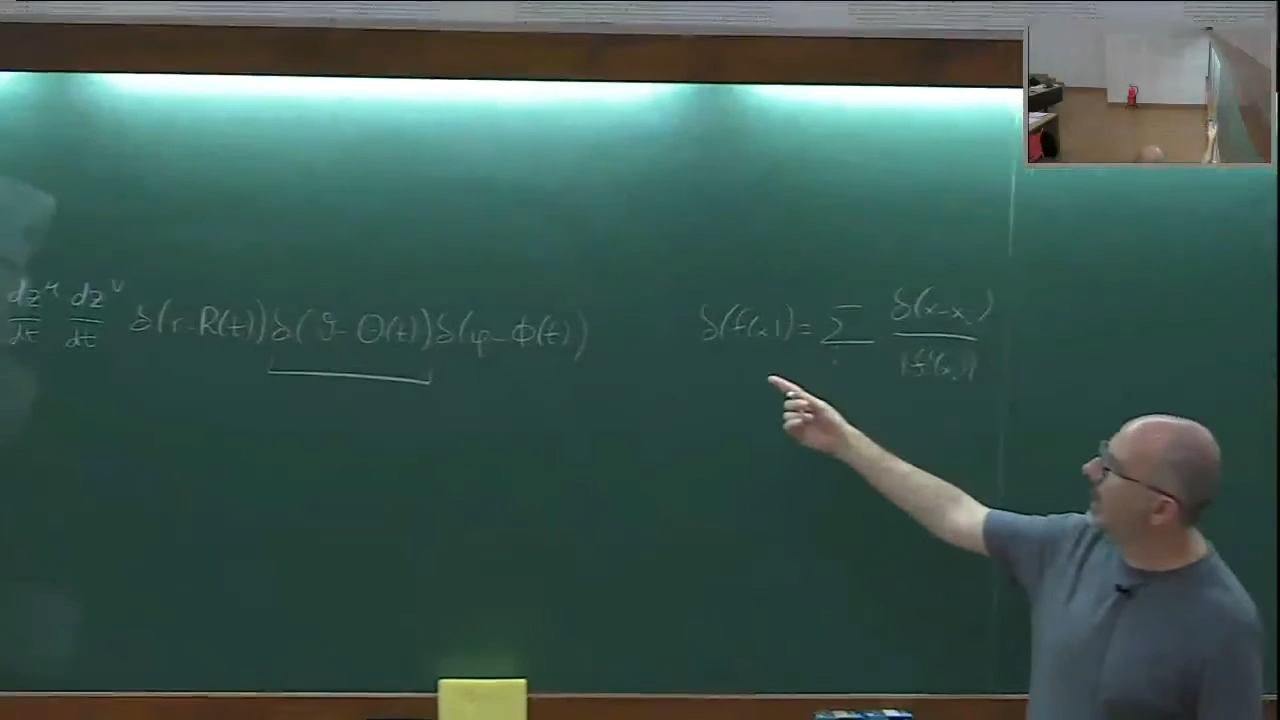 dz^μ/dt dz^ν/dt δ(r-R(t))δ(ϑ-Θ(t))δ(φ-Φ(t))
δ(f(x))=Σ δ(x-x_i)/|f'(x_i)|